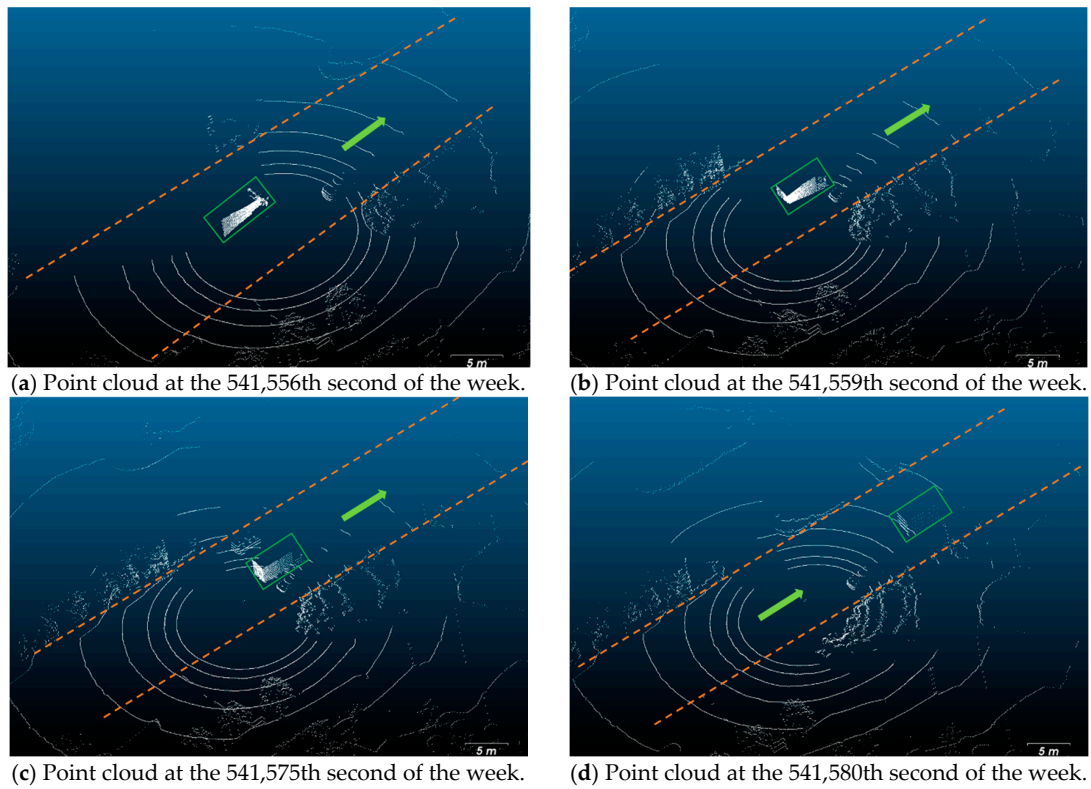 5 m
5 m
(a) Point cloud at the 541,556th second of the week.
(b) Point cloud at the 541,559th second of the week.
5 m
5 m
(c) Point cloud at the 541,575th second of the week.
(d) Point cloud at the 541,580th second of the week.